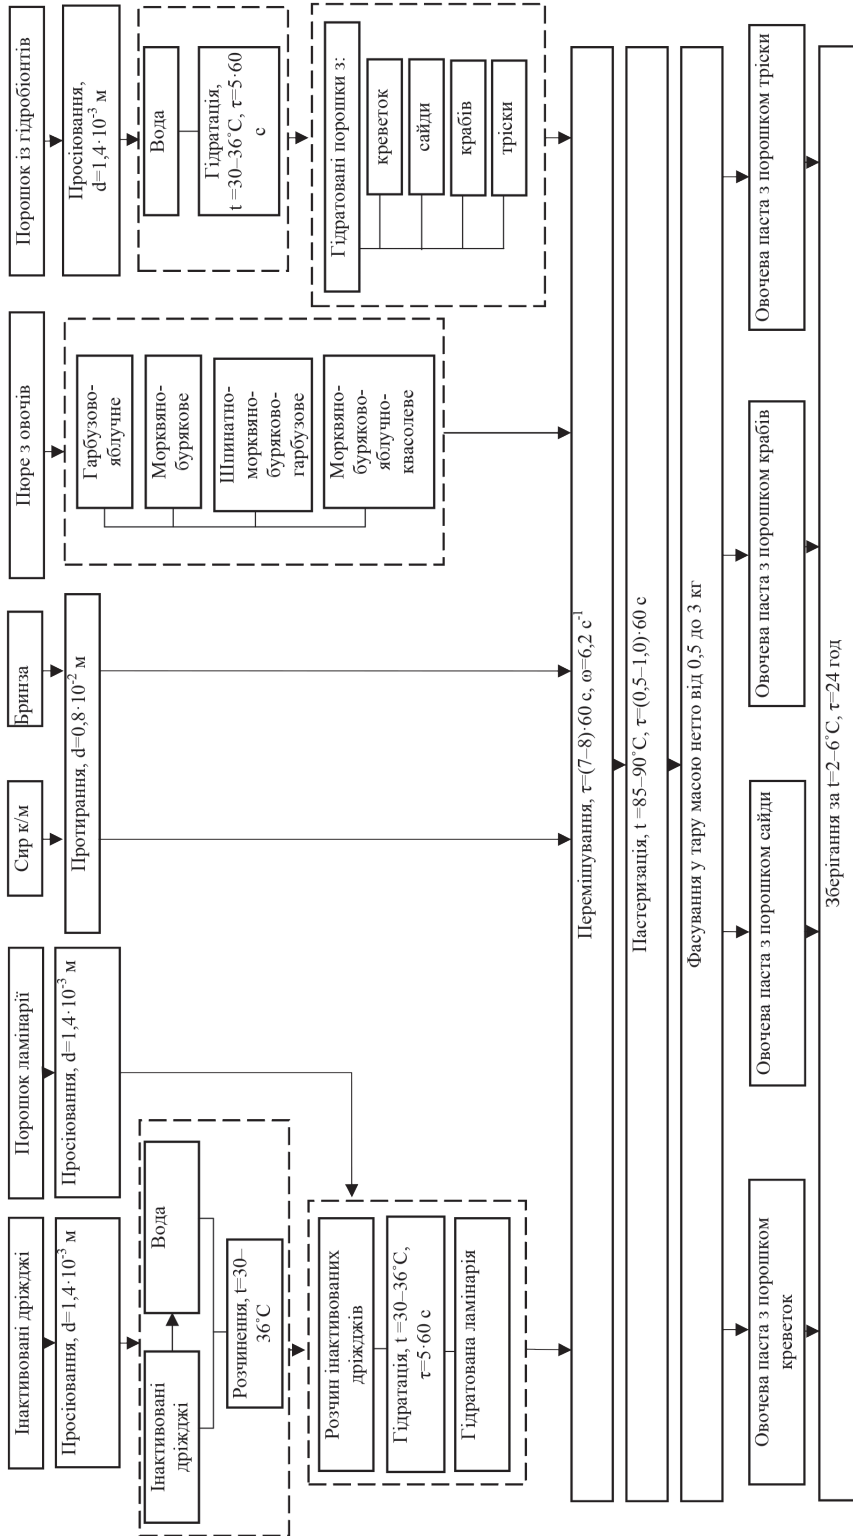 Інактивовані дріжджі
Порошок ламінарії
Сир к/м
Бринза
Пюре з овочів
Порошок із гідробіонтів
Просіювання, d=1,4·10⁻³ м
Просіювання, d=1,4·10⁻³ м
Протирання, d=0,8·10⁻² м
Просіювання,
d=1,4·10⁻³ м
Інактивовані
дріжджі
Вода
Розчинення, t=30–
36˚С
Розчин інактивованих
дріжджів
Гідратація, t =30–36˚С,
τ=5·60 с
Гідратована ламінарія
Гарбузово-
яблучне
Морквяно-
бурякове
Шпинатно-
морквяно-
буряково-
гарбузове
Морквяно-
буряково-
яблучно-
квасолеве
Вода
Гідратація,
t =30–36˚С, τ=5·60
с
Гідратовані порошки з:
креветок
сайди
крабів
тріски
Перемішування, τ=(7–8)·60 с, ω=6,2 с⁻¹
Пастеризація, t =85–90˚С, τ=(0,5–1,0)·60 с
Фасування у тару масою нетто від 0,5 до 3 кг
Овочева паста з порошком
креветок
Овочева паста з порошком сайди
Овочева паста з порошком крабів
Овочева паста з порошком тріски
Зберігання за t=2–6˚С, τ=24 год